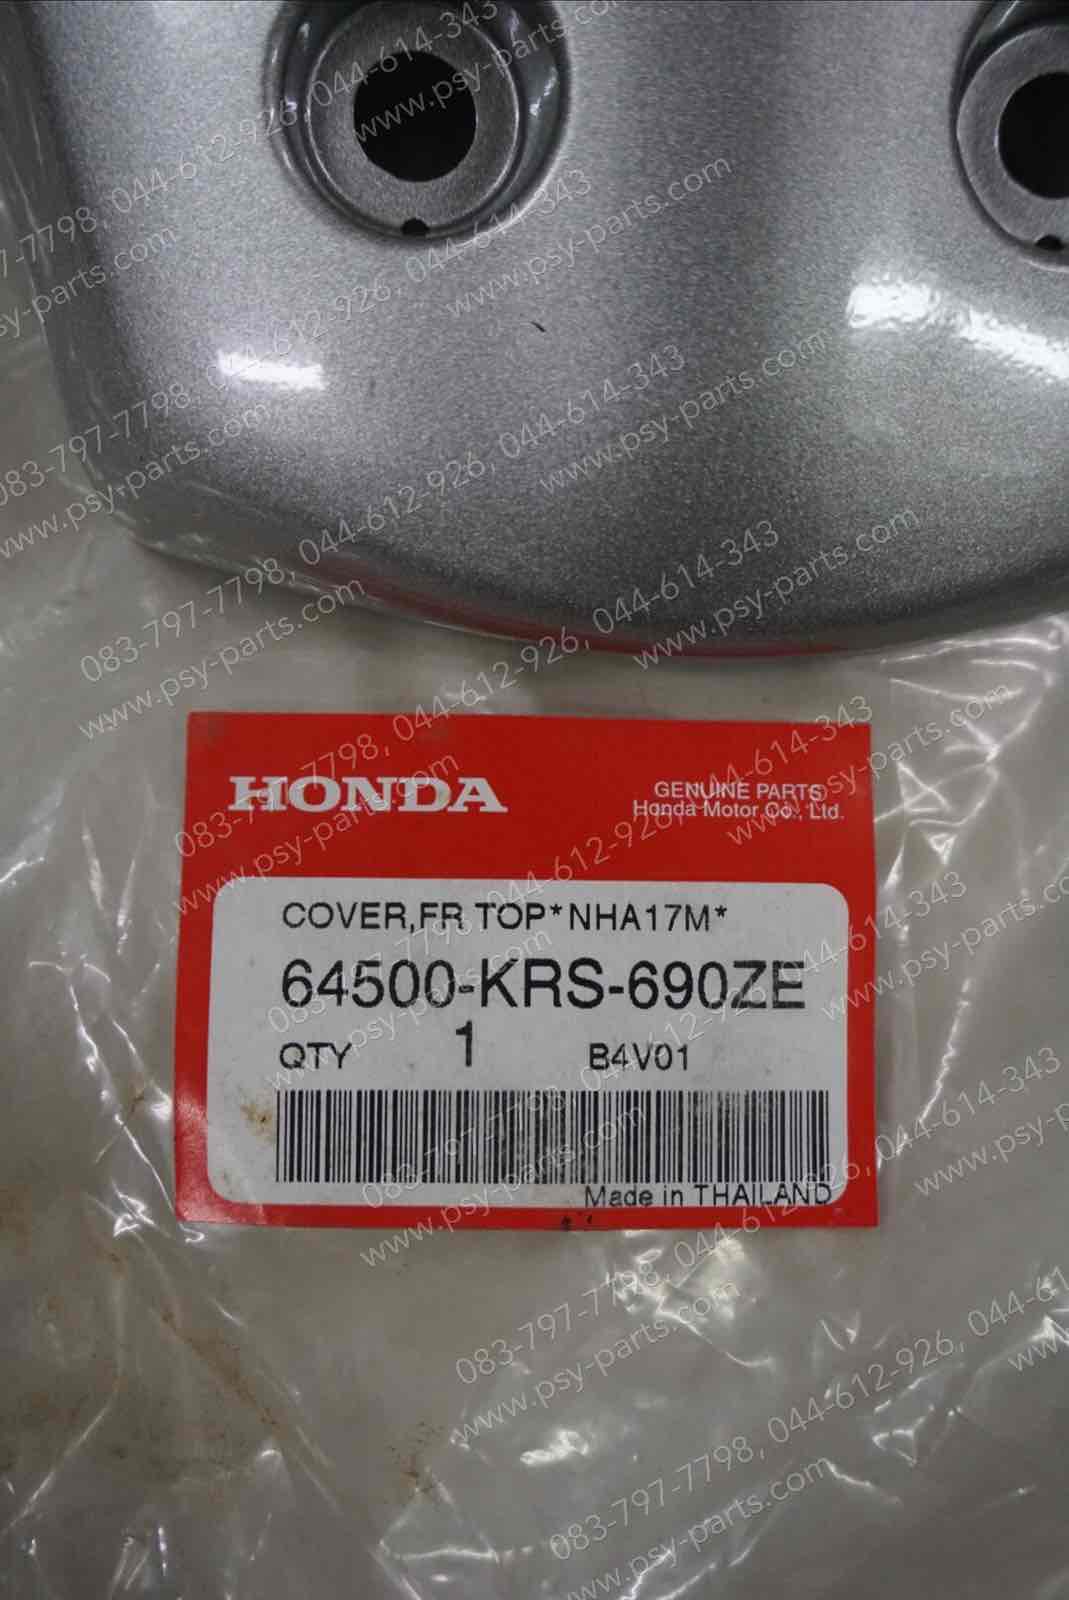 HONDA
GENUINE PARTS
Honda Motor Co., Ltd.
COVER,FR TOP*NHA17M*
64500-KRS-690ZE
QTY 1 B4V01
Made in THAILAND
083-797-7798, 044-612-926, 044-614-343
www.psy-parts.com